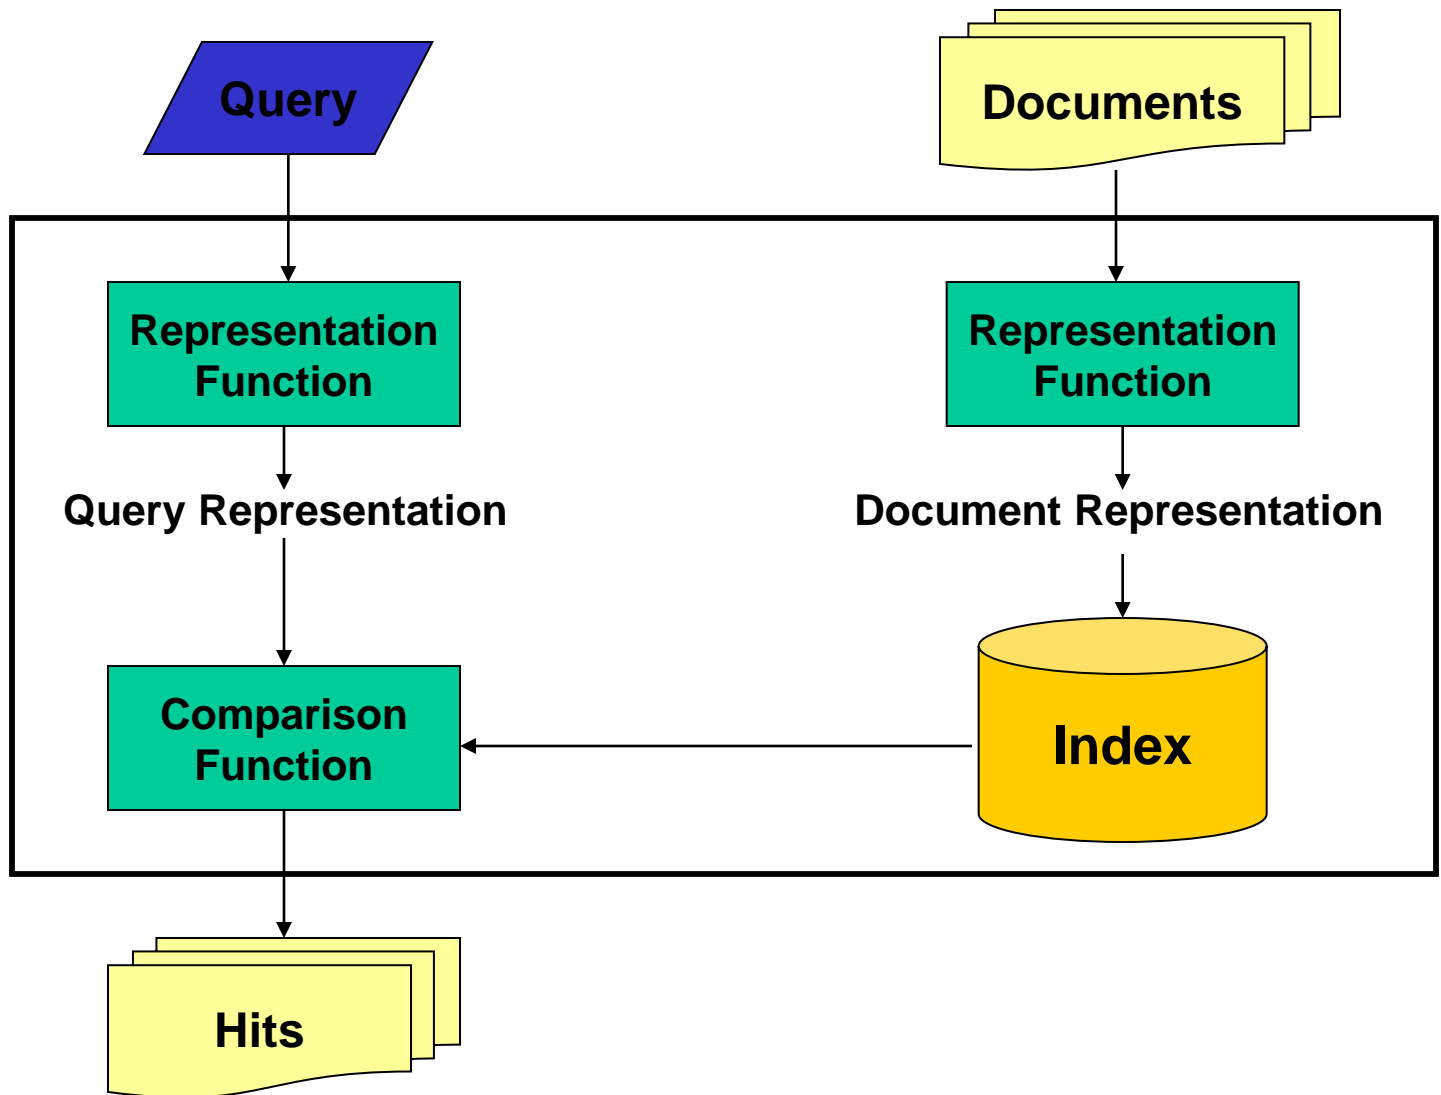 Query
Documents
Representation
Function
Representation
Function
Query Representation
Document Representation
Comparison
Function
Index
Hits